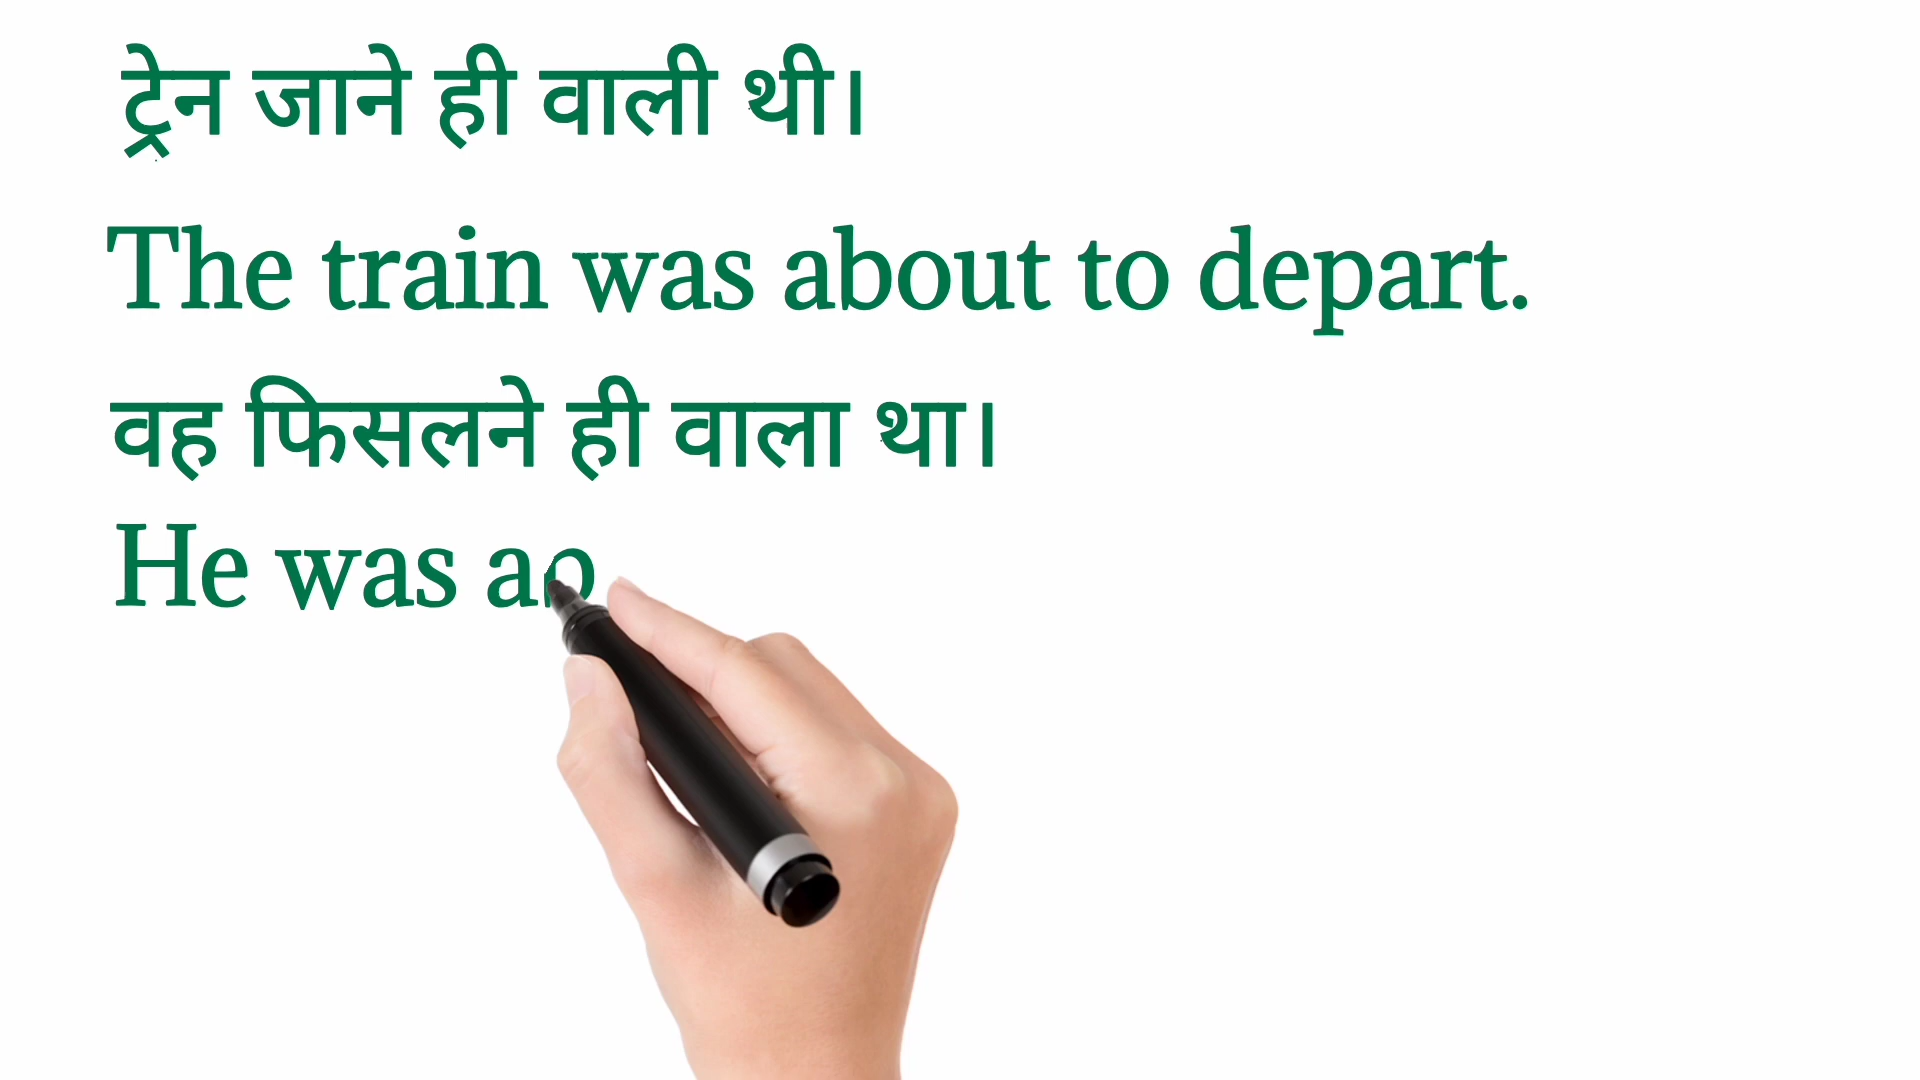 ट्रेन जाने ही वाली थी।
The train was about to depart.
वह फिसलने ही वाला था।
He was